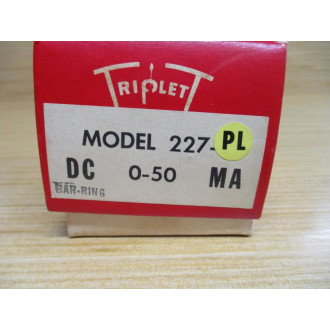 TRIPLETT
MODEL 227-PL
DC 0-50 MA
BAR-RING